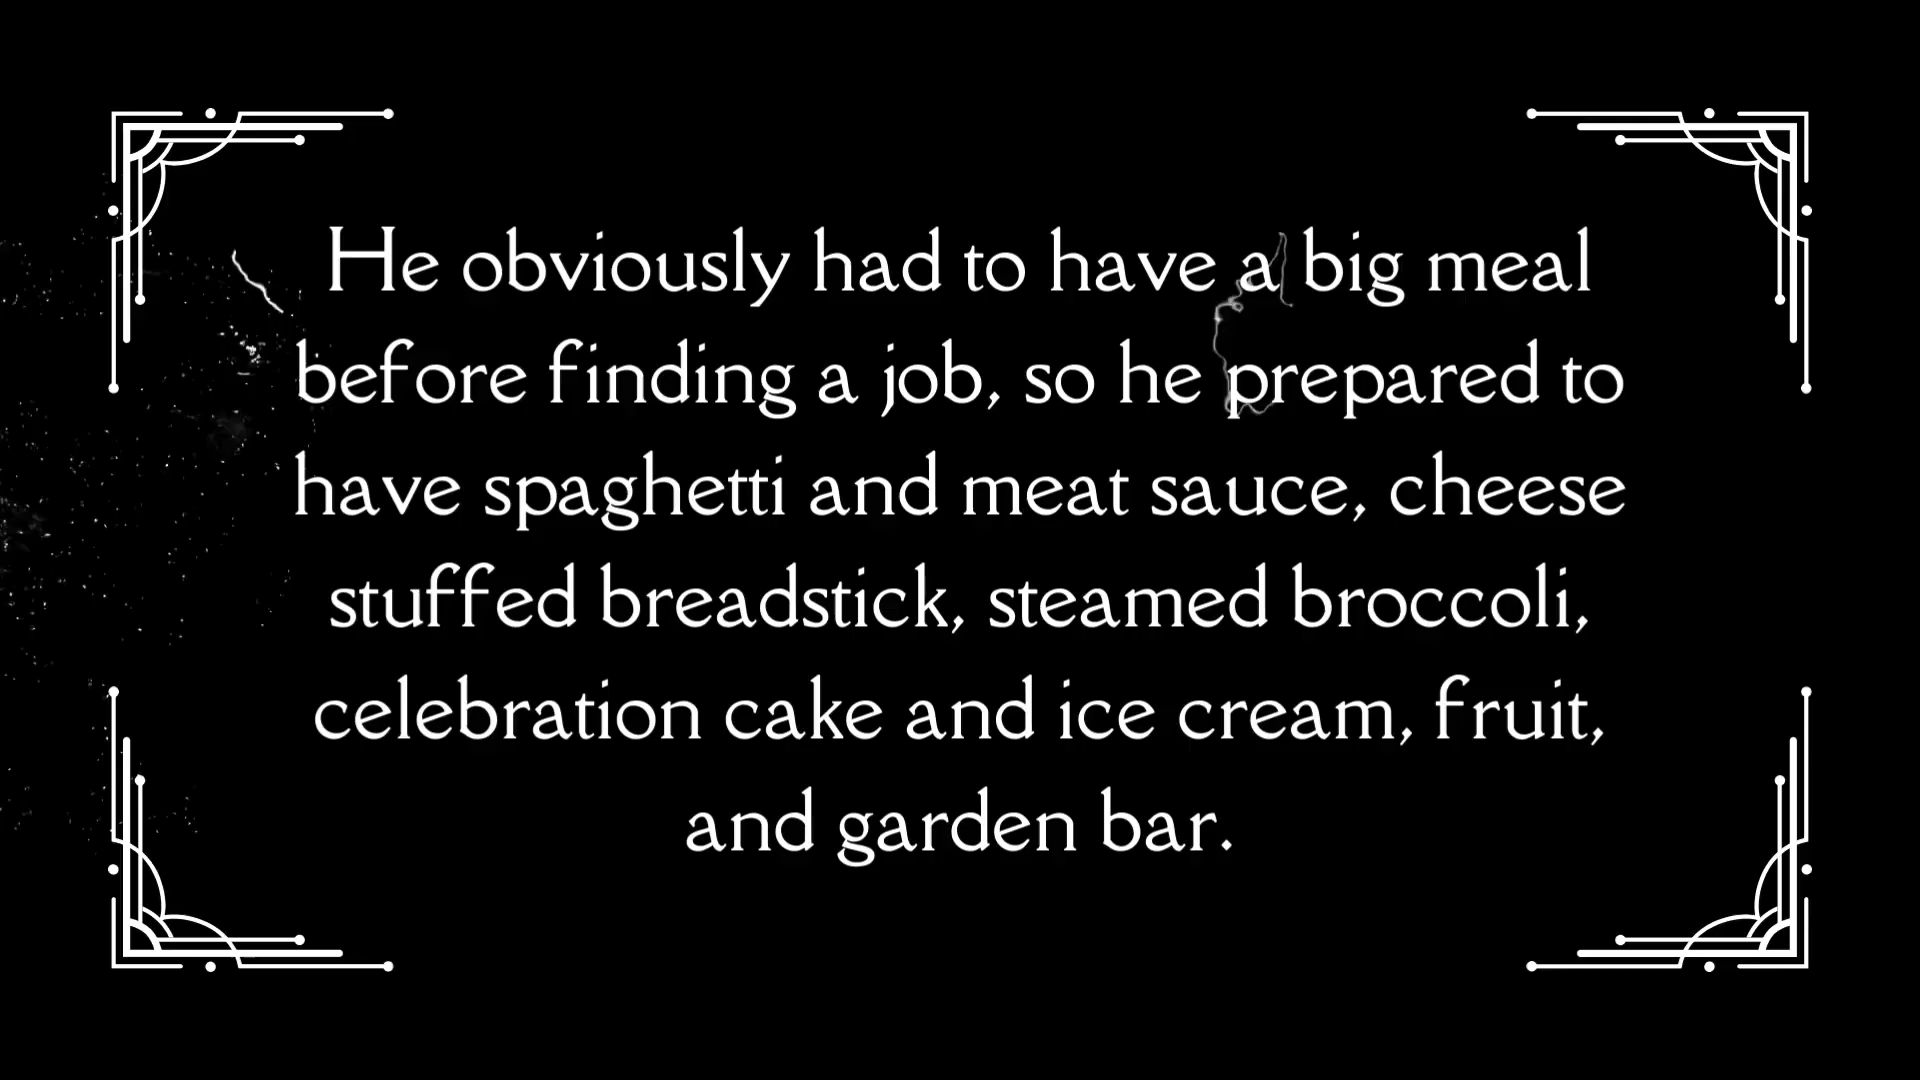 He obviously had to have a big meal
before finding a job, so he prepared to
have spaghetti and meat sauce, cheese
stuffed breadstick, steamed broccoli,
celebration cake and ice cream, fruit,
and garden bar.